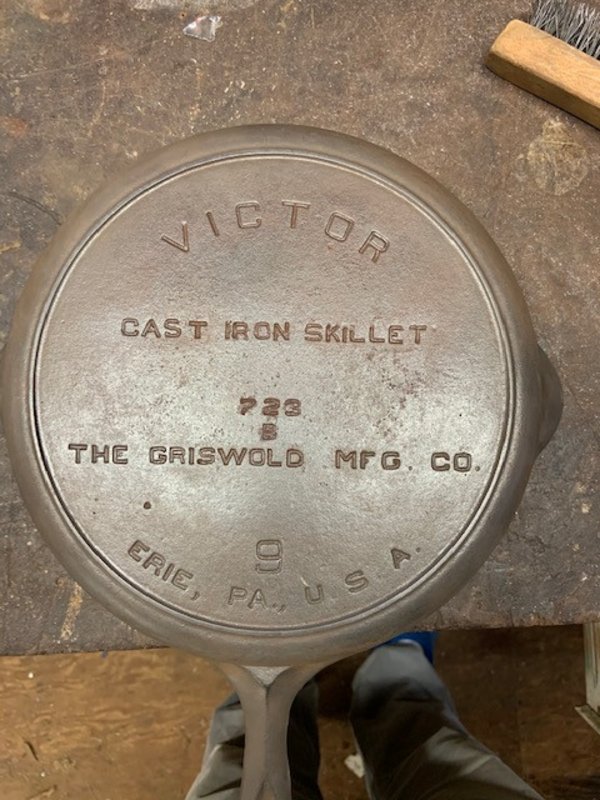 VICTOR
CAST IRON SKILLET
723
B
THE GRISWOLD MFG. CO.
9
ERIE, PA., U. S. A.